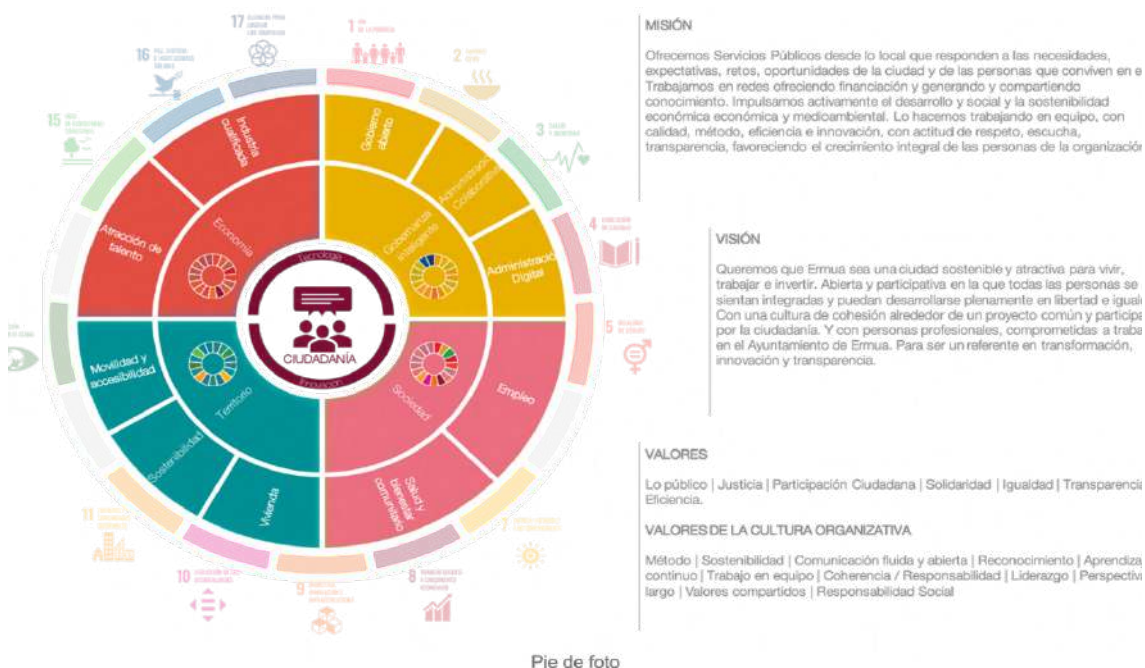 17
16
15
1
2
3
4
5
7
8
9
10
11
Industria
cualificada
Gobierno
abierto
Administración
Colaborativa
Administració
Digital
Atracción de
talento
Economía
Gobernanza
inteligente
Tecnología
CIUDADANÍA
Innovación
Movilidad y
accesibilidad
Sostenibilidad
Vivienda
Territorio
Sociedad
Empleo
Salud y
bienestar
comunitario
MISIÓN
Ofrecemos Servicios Públicos desde lo local que responden a las necesidades,
expectativas, retos, oportunidades de la ciudad y de las personas que conviven en e
Trabajamos en redes ofreciendo financiación y generando y compartiendo
conocimiento. Impulsamos activamente el desarrollo y social y la sostenibilidad
económica económica y medioambiental. Lo hacemos trabajando en equipo, con
calidad, método, eficiencia e innovación, con actitud de respeto, escucha,
transparencia, favoreciendo el crecimiento integral de las personas de la organización
VISIÓN
Queremos que Ermua sea una ciudad sostenible y atractiva para vivir,
trabajar e invertir. Abierta y participativa en la que todas las personas se
sientan integradas y puedan desarrollarse plenamente en libertad e igual
Con una cultura de cohesión alrededor de un proyecto común y participa
por la ciudadanía. Y con personas profesionales, comprometidas a traba
en el Ayuntamiento de Ermua. Para ser un referente en transformación,
innovación y transparencia.
VALORES
Lo público | Justicia | Participación Ciudadana | Solidaridad | Igualdad | Transparencia
Eficiencia.
VALORES DE LA CULTURA ORGANIZATIVA
Método | Sostenibilidad | Comunicación fluida y abierta | Reconocimiento | Aprendiza
continuo | Trabajo en equipo | Coherencia / Responsabilidad | Liderazgo | Perspectiv
largo | Valores compartidos | Responsabilidad Social
Pie de foto